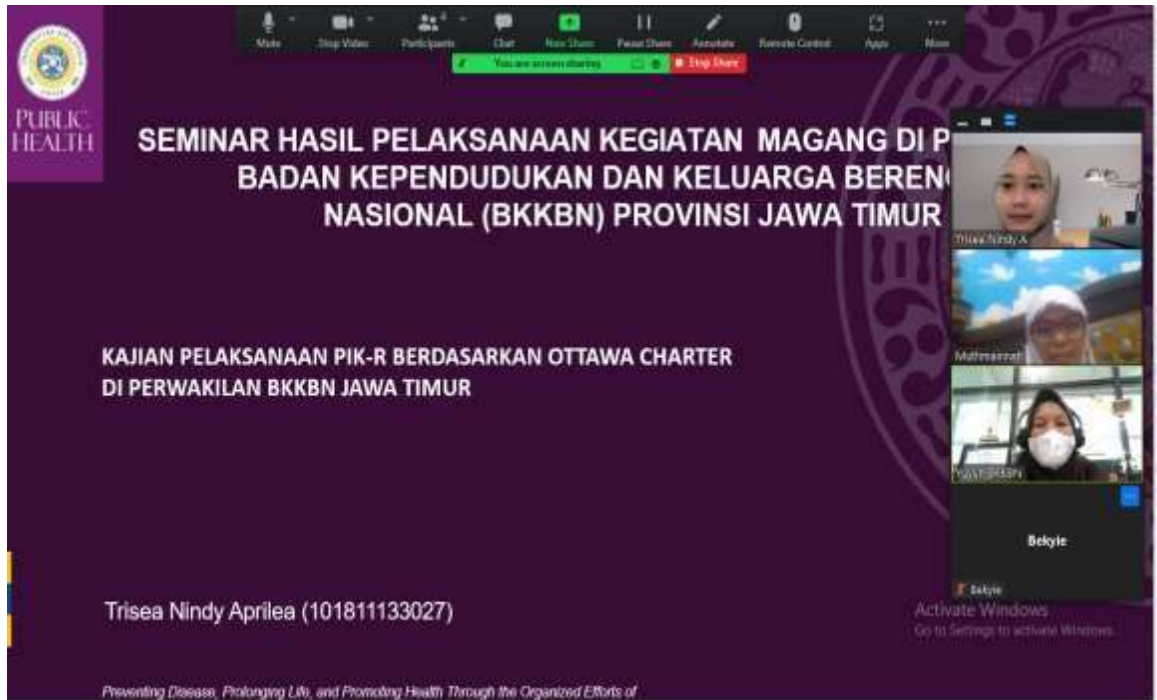 Mute Stop Video Participants 4 Chat New Share Pause Share Annotate Remote Control Apps More
You are screen sharing Stop Share
PUBLIC
HEALTH
SEMINAR HASIL PELAKSANAAN KEGIATAN MAGANG DI P
BADAN KEPENDUDUKAN DAN KELUARGA BEREN
NASIONAL (BKKBN) PROVINSI JAWA TIMUR
Trisea Nindy A
Muthmainnah
KAJIAN PELAKSANAAN PIK-R BERDASARKAN OTTAWA CHARTER
DI PERWAKILAN BKKBN JAWA TIMUR
BKKBN
Bekyie
Bekyie
Trisea Nindy Aprilea (101811133027)
Activate Windows
Go to Settings to activate Windows.
Preventing Disease, Prolonging Life, and Promoting Health Through the Organized Efforts of